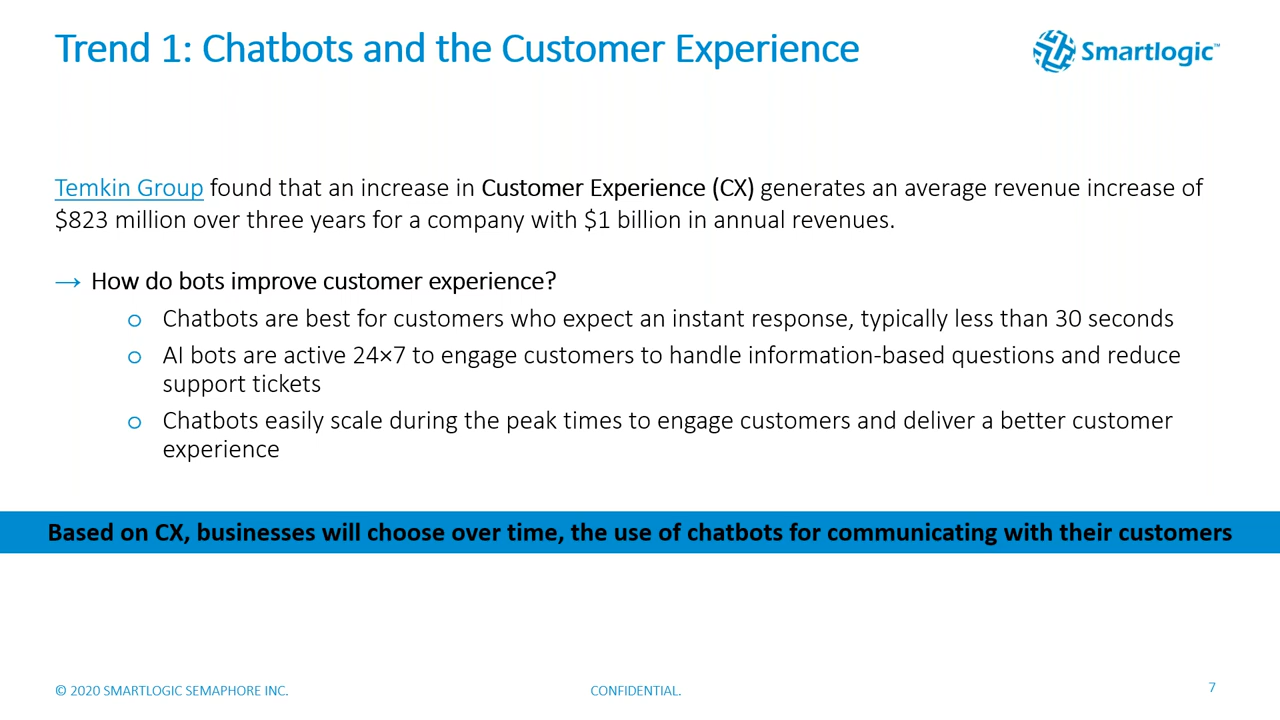 Trend 1: Chatbots and the Customer Experience
Smartlogic™
Temkin Group found that an increase in Customer Experience (CX) generates an average revenue increase of
$823 million over three years for a company with $1 billion in annual revenues.
→ How do bots improve customer experience?
o Chatbots are best for customers who expect an instant response, typically less than 30 seconds
o AI bots are active 24×7 to engage customers to handle information-based questions and reduce
support tickets
o Chatbots easily scale during the peak times to engage customers and deliver a better customer
experience
Based on CX, businesses will choose over time, the use of chatbots for communicating with their customers
© 2020 SMARTLOGIC SEMAPHORE INC.
CONFIDENTIAL.
7